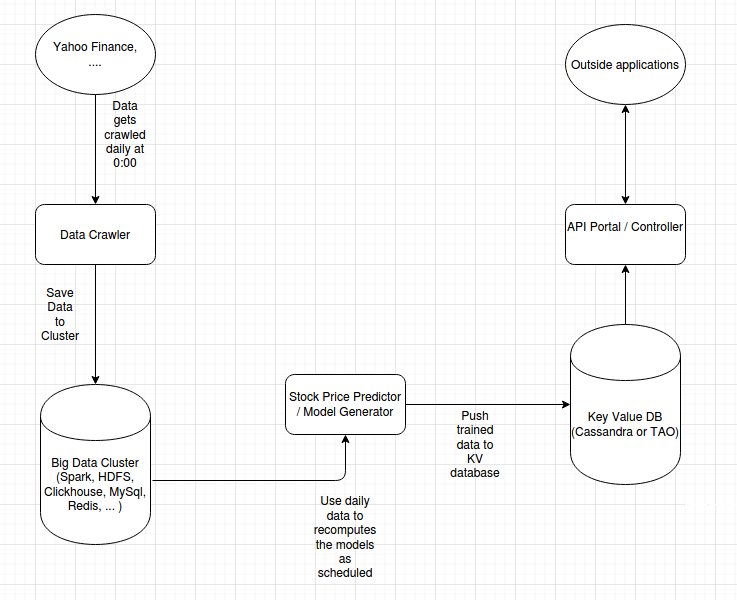 Yahoo Finance,
....
Outside applications
Data
gets
crawled
daily at
0:00
Data Crawler
API Portal / Controller
Save
Data
to
Cluster
Stock Price Predictor
/ Model Generator
Push
trained
data to
KV
database
Key Value DB
(Cassandra or TAO)
Big Data Cluster
(Spark, HDFS,
Clickhouse, MySql,
Redis, ... )
Use daily
data to
recomputes
the models
as
scheduled